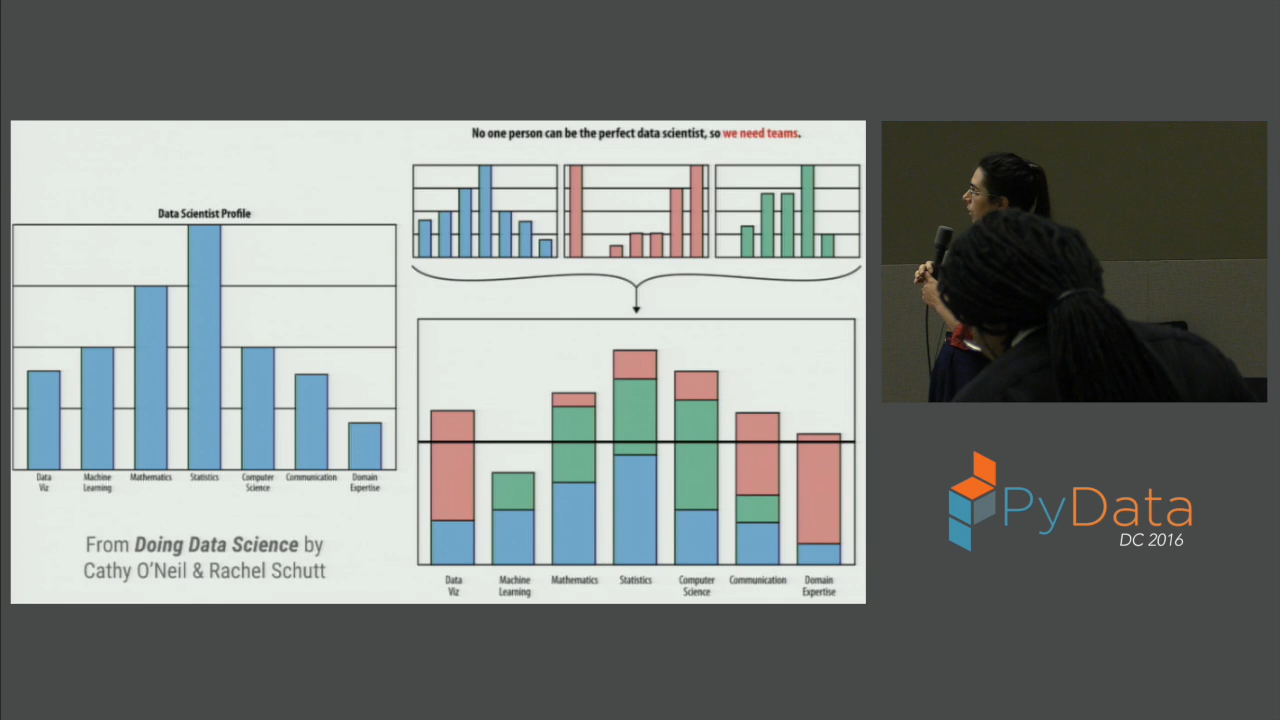 No one person can be the perfect data scientist, so we need teams.
Data Scientist Profile
Data
Viz
Machine
Learning
Mathematics
Statistics
Computer
Science
Communication
Domain
Expertise
From Doing Data Science by
Cathy O'Neil & Rachel Schutt
Data
Viz
Machine
Learning
Mathematics
Statistics
Computer
Science
Communication
Domain
Expertise
PyData
DC 2016